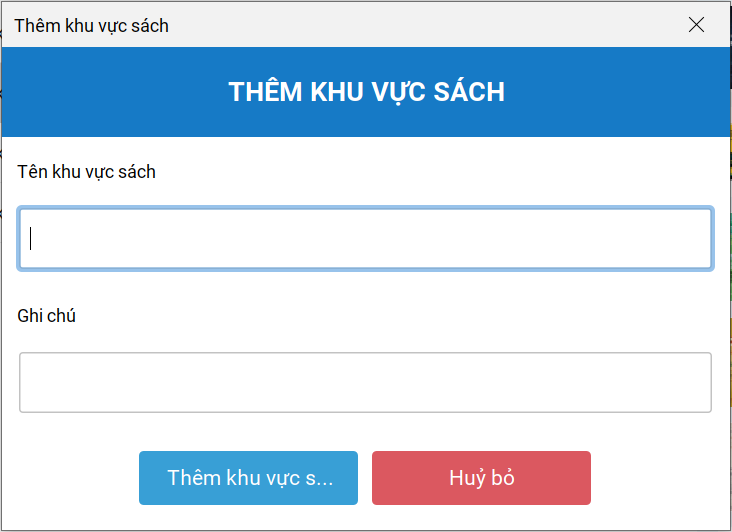 Thêm khu vực sách
THÊM KHU VỰC SÁCH
Tên khu vực sách
Ghi chú
Thêm khu vực s...
Huỷ bỏ